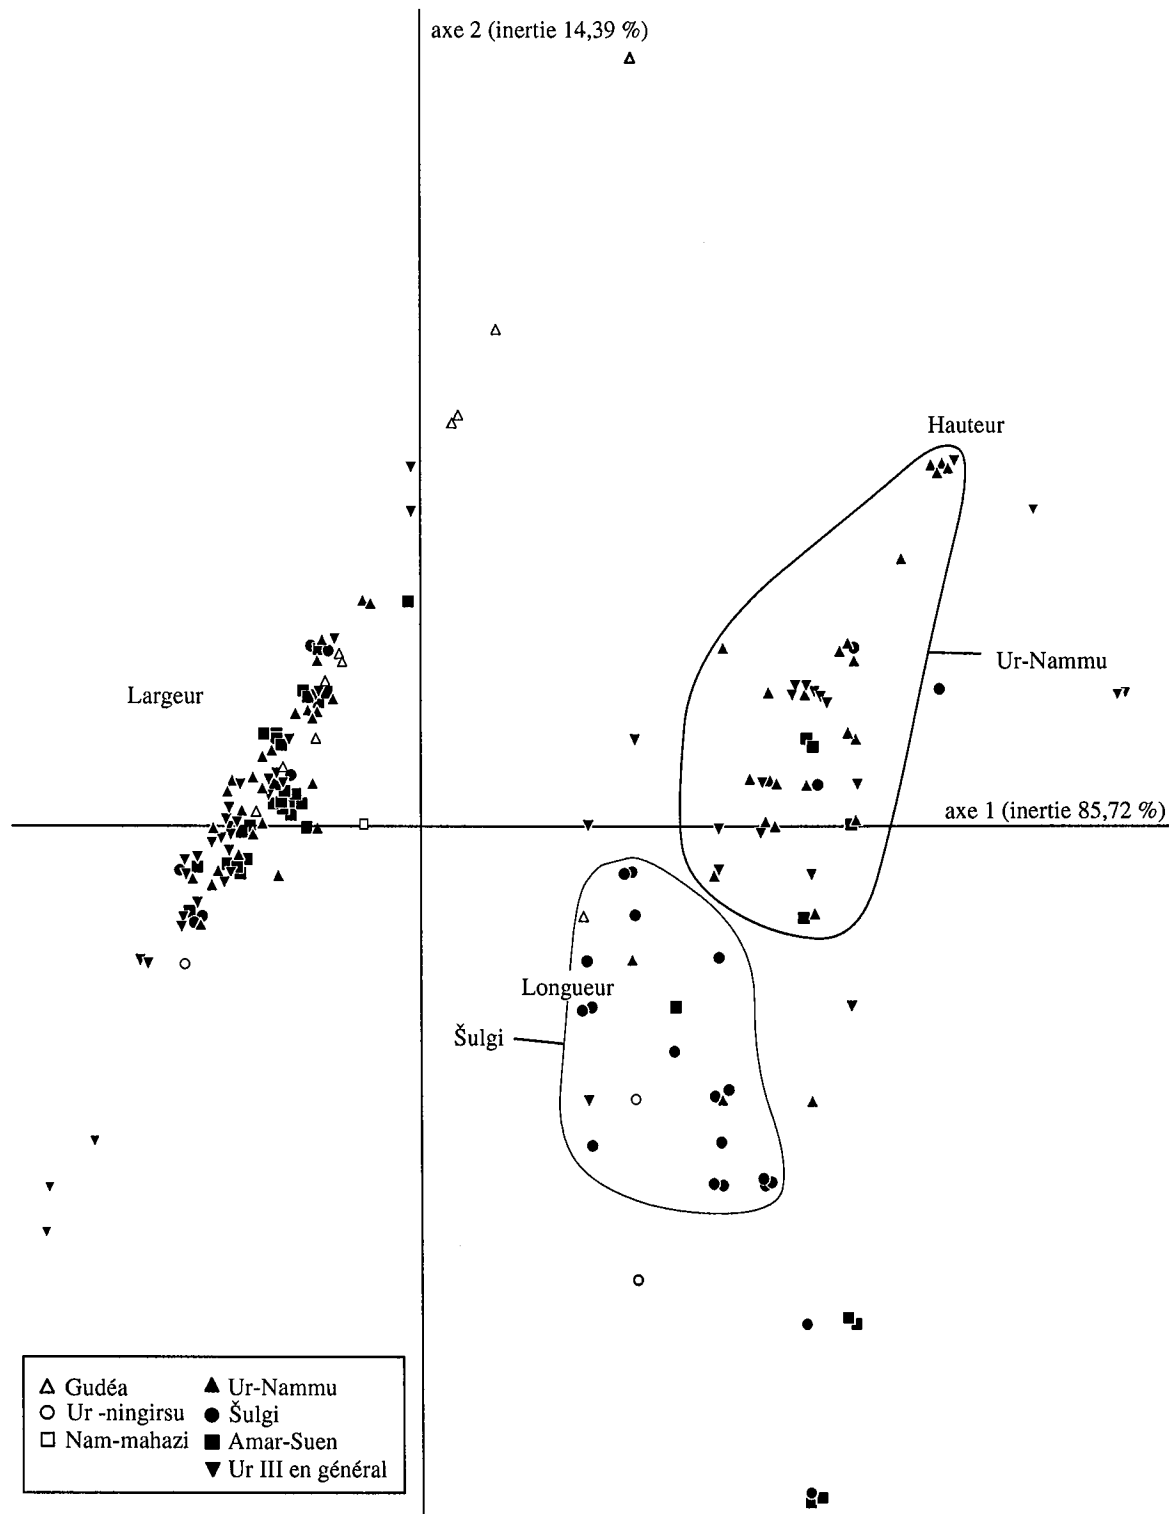 axe 2 (inertie 14,39 %)
Hauteur
Ur-Nammu
Largeur
axe 1 (inertie 85,72 %)
Longueur
Šulgi
Gudéa
Ur -ningirsu
Nam-mahazi
Ur-Nammu
Šulgi
Amar-Suen
Ur III en général